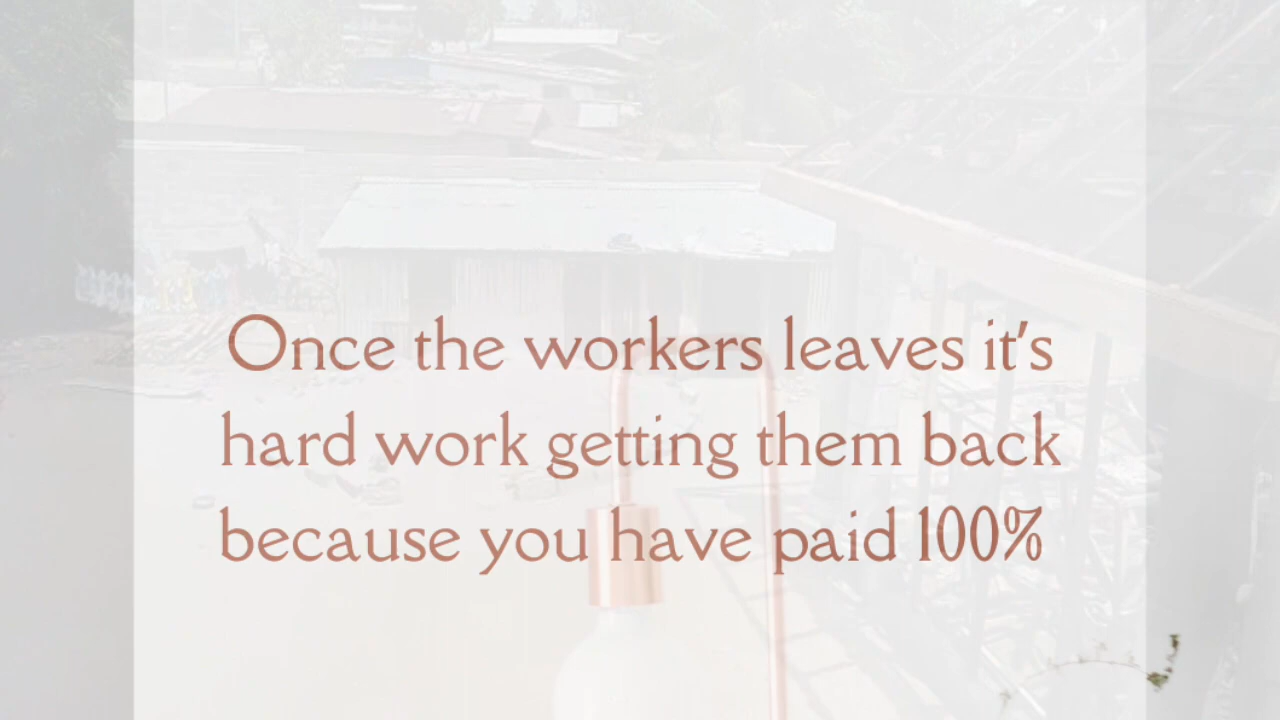 Once the workers leaves it's
hard work getting them back
because you have paid 100%